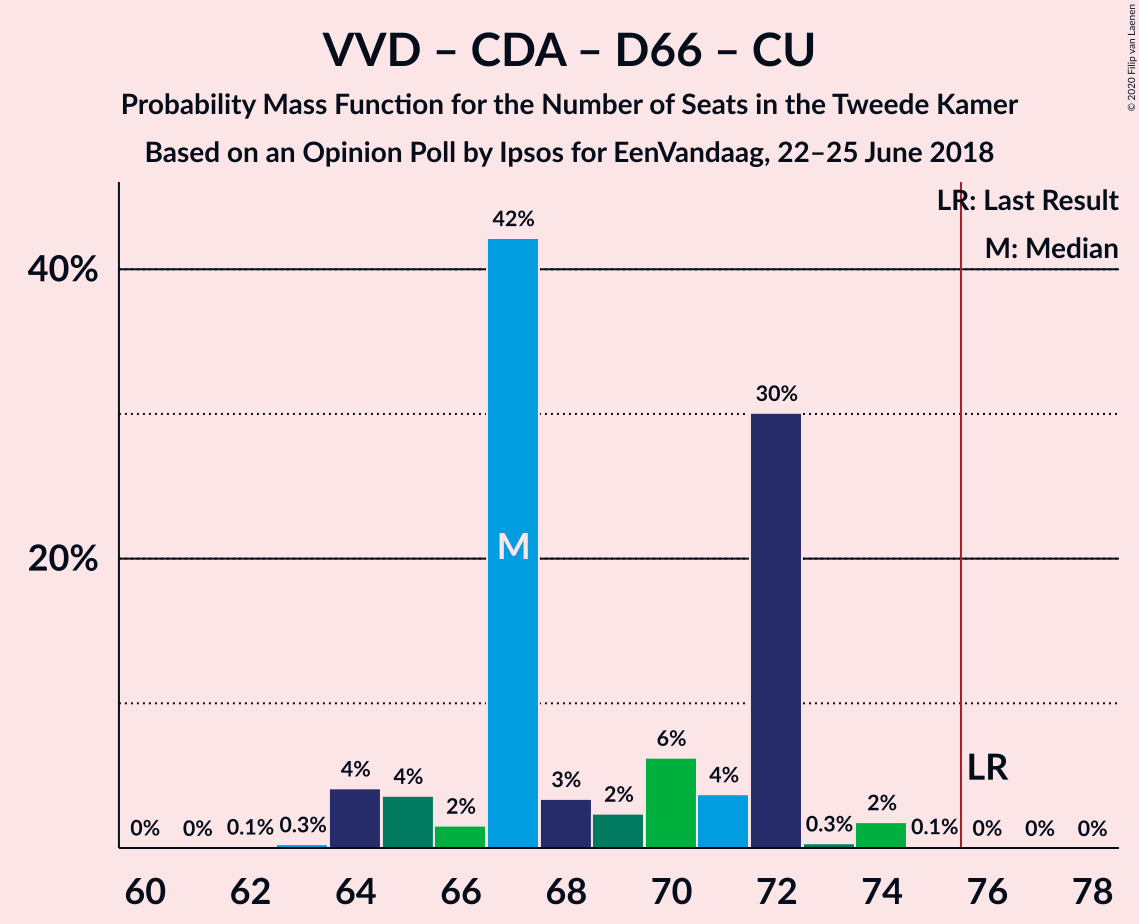 VVD – CDA – D66 – CU
Probability Mass Function for the Number of Seats in the Tweede Kamer
Based on an Opinion Poll by Ipsos for EenVandaag, 22–25 June 2018
© 2020 Filip van Laenen
LR: Last Result
M: Median
40%
20%
0% 0% 0.1% 0.3% 4% 4% 2% 42% 3% 2% 6% 4% 30% 0.3% 2% 0.1% 0% 0% 0%
M
LR
60 62 64 66 68 70 72 74 76 78